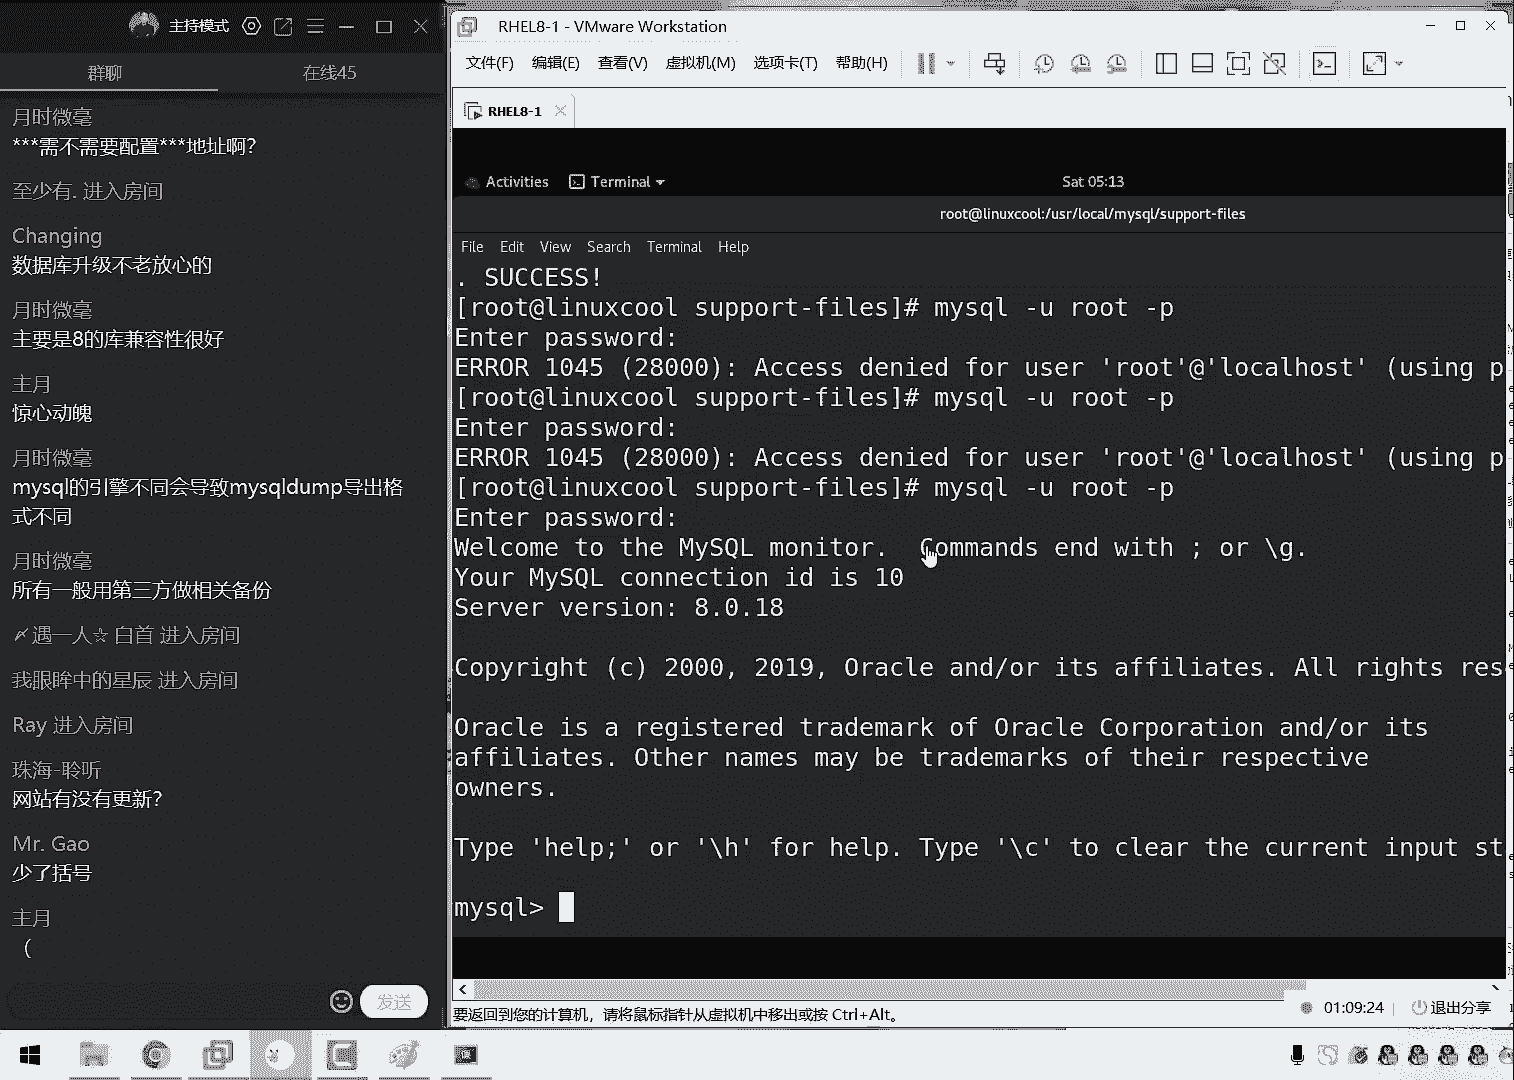 主持模式
群聊
在线45
月时微毫
***需不需要配置***地址啊?
至少有. 进入房间
Changing
数据库升级不老放心的
月时微毫
主要是8的库兼容性很好
主月
惊心动魄
月时微毫
mysql的引擎不同会导致mysqldump导出格
式不同
月时微毫
所有一般用第三方做相关备份
〆遇一人☆ 白首 进入房间
我眼眸中的星辰 进入房间
Ray 进入房间
珠海-聆听
网站有没有更新?
Mr. Gao
少了括号
主月
（
发送
RHEL8-1 - VMware Workstation
文件(F) 编辑(E) 查看(V) 虚拟机(M) 选项卡(T) 帮助(H)
RHEL8-1
Activities Terminal Sat 05:13
root@linuxcool:/usr/local/mysql/support-files
File Edit View Search Terminal Help
. SUCCESS!
[root@linuxcool support-files]# mysql -u root -p
Enter password:
ERROR 1045 (28000): Access denied for user 'root'@'localhost' (using p
[root@linuxcool support-files]# mysql -u root -p
Enter password:
ERROR 1045 (28000): Access denied for user 'root'@'localhost' (using p
[root@linuxcool support-files]# mysql -u root -p
Enter password:
Welcome to the MySQL monitor.  Commands end with ; or \g.
Your MySQL connection id is 10
Server version: 8.0.18
Copyright (c) 2000, 2019, Oracle and/or its affiliates. All rights res
Oracle is a registered trademark of Oracle Corporation and/or its
affiliates. Other names may be trademarks of their respective
owners.
Type 'help;' or '\h' for help. Type '\c' to clear the current input st
mysql>
要返回到您的计算机，请将鼠标指针从虚拟机中移出或按 Ctrl+Alt。
01:09:24 退出分享